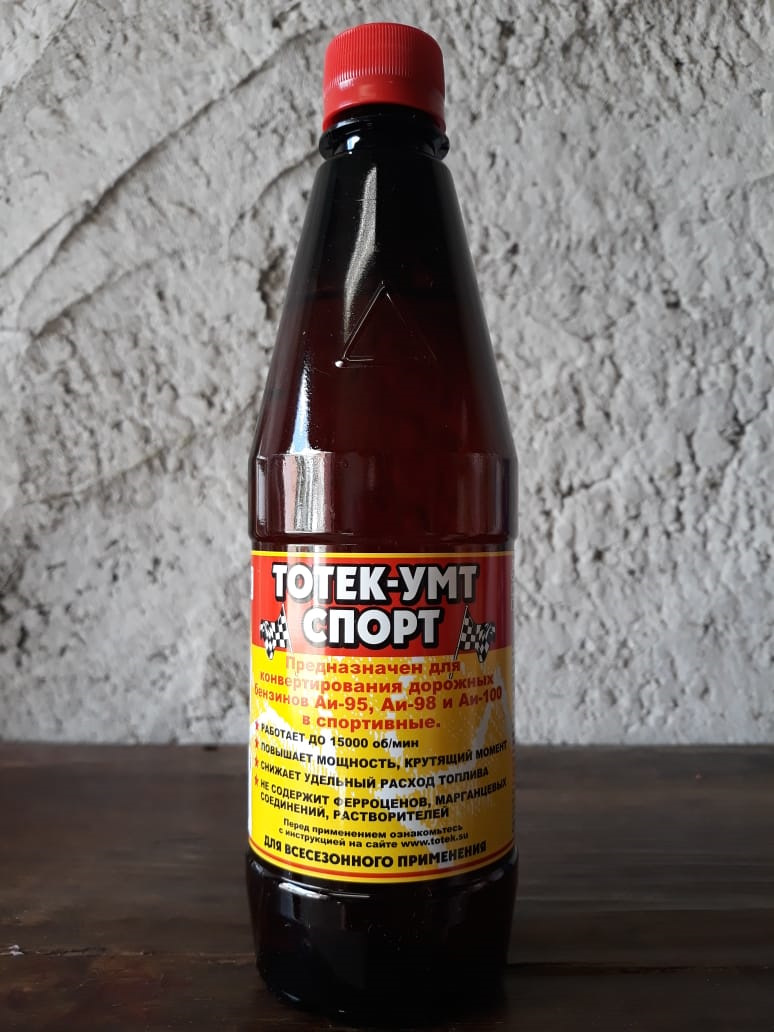 ТОТЕК-УМТ
СПОРТ
Предназначен для
конвертирования дорожных
бензинов Аи-95, Аи-98 и Аи-100
в спортивные.
РАБОТАЕТ ДО 15000 об/мин
ПОВЫШАЕТ МОЩНОСТЬ, КРУТЯЩИЙ МОМЕНТ
СНИЖАЕТ УДЕЛЬНЫЙ РАСХОД ТОПЛИВА
НЕ СОДЕРЖИТ ФЕРРОЦЕНОВ, МАРГАНЦЕВЫХ
СОЕДИНЕНИЙ, РАСТВОРИТЕЛЕЙ
Перед применением ознакомьтесь
с инструкцией на сайте www.totek.su
ДЛЯ ВСЕСЕЗОННОГО ПРИМЕНЕНИЯ